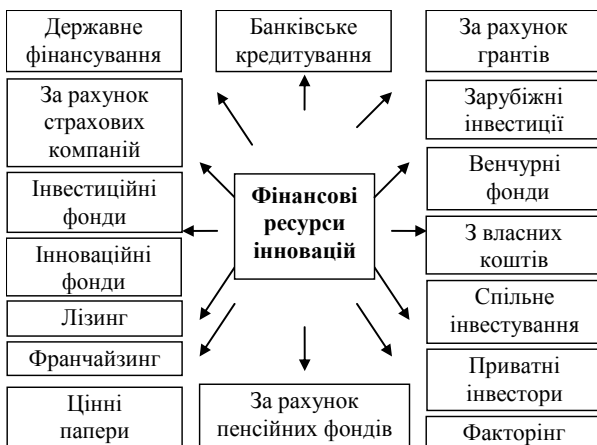 Державне
фінансування
За рахунок
страхових
компаній
Інвестиційні
фонди
Інноваційні
фонди
Лізинг
Франчайзинг
Цінні
папери
Банківське
кредитування
Фінансові
ресурси
інновацій
За рахунок
пенсійних фондів
За рахунок
грантів
Зарубіжні
інвестиції
Венчурні
фонди
З власних
коштів
Спільне
інвестування
Приватні
інвестори
Факторінг